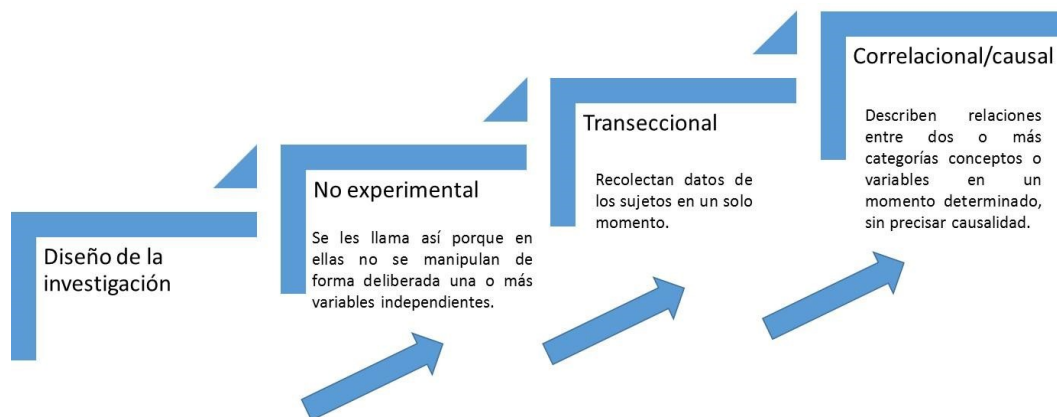 Diseño de la
investigación
No experimental
Se les llama así porque en
ellas no se manipulan de
forma deliberada una o más
variables independientes.
Transeccional
Recolectan datos de
los sujetos en un solo
momento.
Correlacional/causal
Describen relaciones
entre dos o más
categorías conceptos o
variables en un
momento determinado,
sin precisar causalidad.